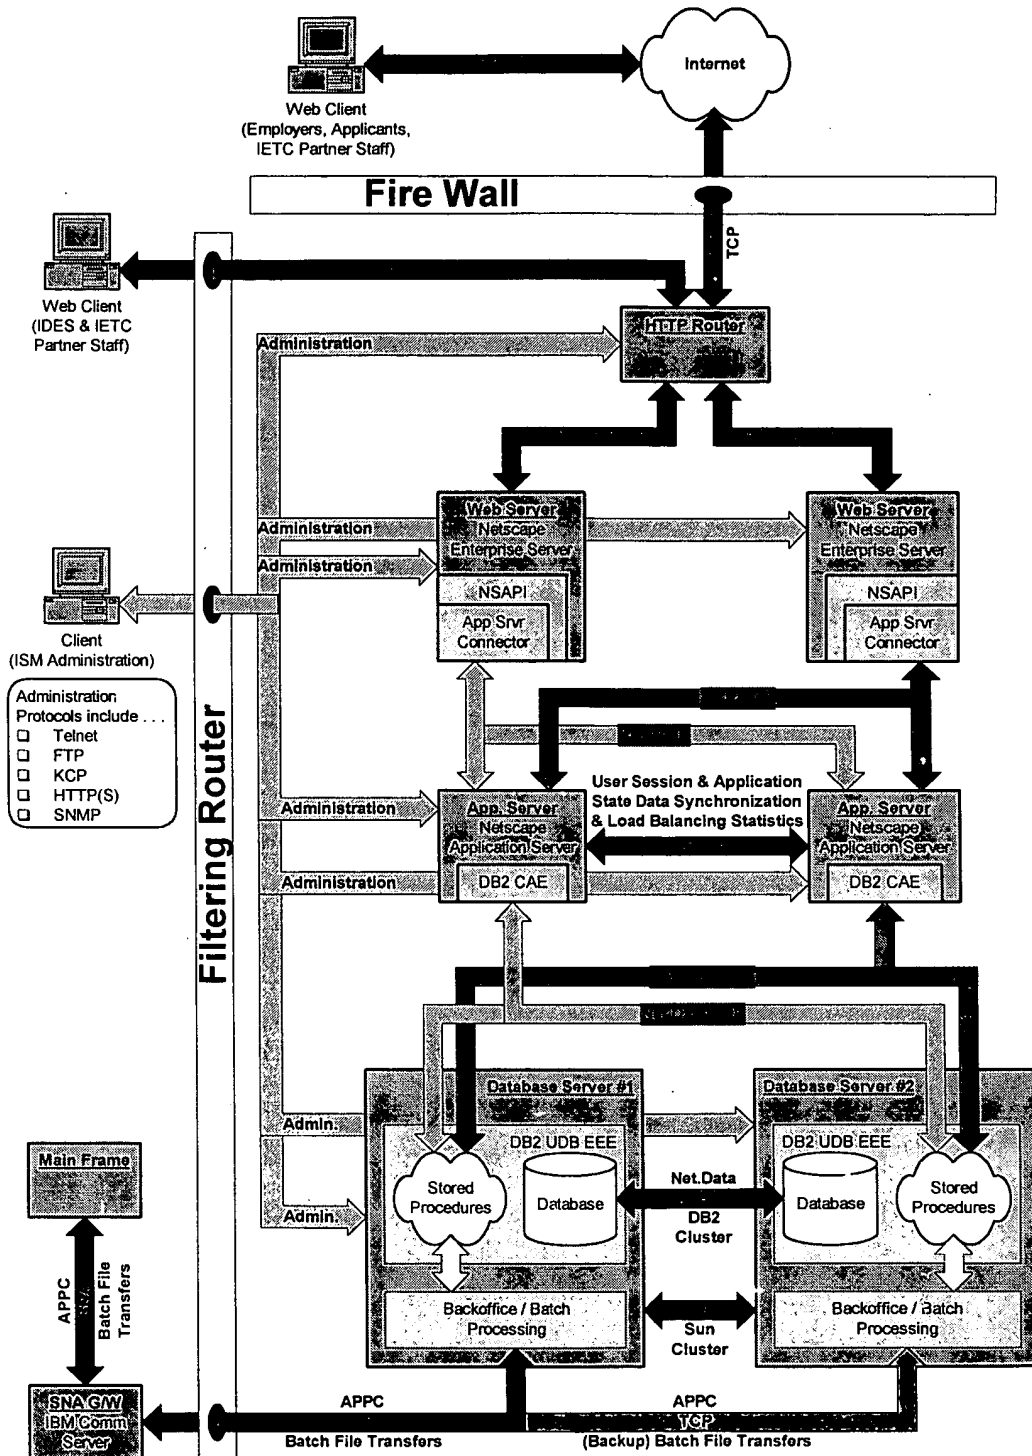 Internet
Web Client
(Employers, Applicants,
IETC Partner Staff)
Fire Wall
TCP
Web Client
(IDES & IETC
Partner Staff)
HTTP Router
Administration
Web Server
Netscape
Enterprise Server
NSAPI
App Srvr
Connector
Web Server
Netscape
Enterprise Server
NSAPI
App Srvr
Connector
Administration
Administration
Client
(ISM Administration)
Administration
Protocols include . . .
Telnet
FTP
KCP
HTTP(S)
SNMP
Filtering Router
User Session & Application
State Data Synchronization
& Load Balancing Statistics
Administration
App. Server
Netscape
Application Server
DB2 CAE
App. Server
Netscape
Application Server
DB2 CAE
Administration
Database Server #1
Database Server #2
Admin.
DB2 UDB EEE
DB2 UDB EEE
Stored
Procedures
Database
Net.Data
DB2
Cluster
Database
Stored
Procedures
Admin.
Main Frame
APPC
SNA
Batch File
Transfers
Backoffice / Batch
Processing
Sun
Cluster
Backoffice / Batch
Processing
SNA G/W
IBM Comm
Server
APPC
Batch File Transfers
APPC
TCP
(Backup) Batch File Transfers